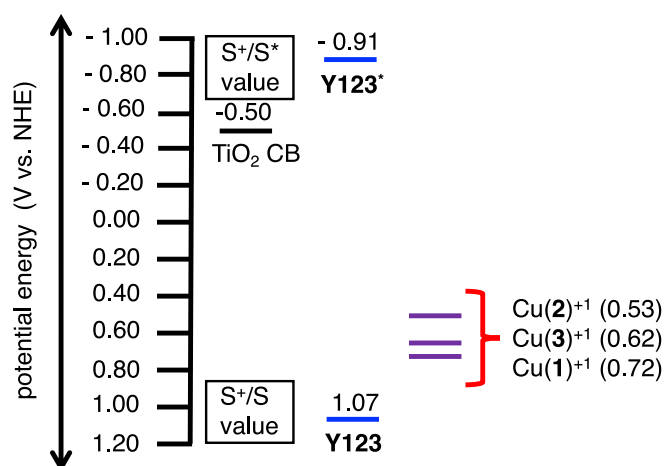 potential energy (V vs. NHE)
- 1.00
- 0.80
- 0.60
- 0.40
- 0.20
0.00
0.20
0.40
0.60
0.80
1.00
1.20
S⁺/S*
value
-0.50
TiO₂ CB
- 0.91
Y123*
Cu(2)⁺¹ (0.53)
Cu(3)⁺¹ (0.62)
Cu(1)⁺¹ (0.72)
S⁺/S
value
1.07
Y123